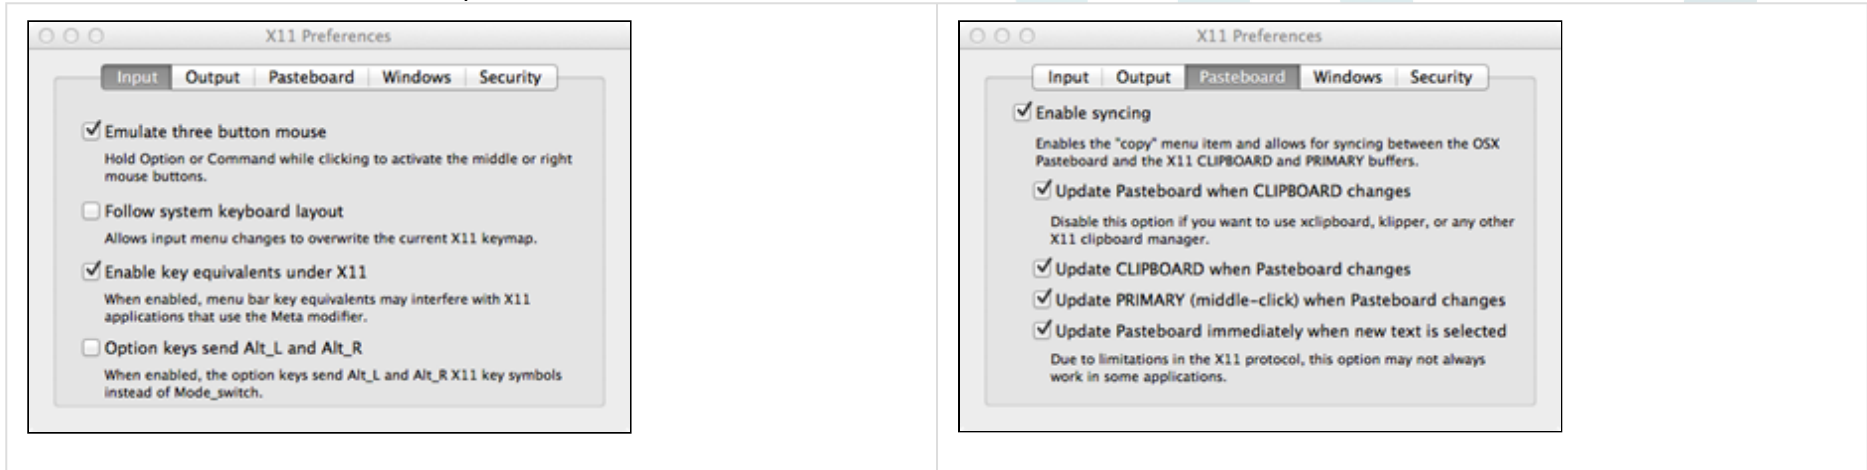 X11 Preferences
Input Output Pasteboard Windows Security
Emulate three button mouse
Hold Option or Command while clicking to activate the middle or right
mouse buttons.
Follow system keyboard layout
Allows input menu changes to overwrite the current X11 keymap.
Enable key equivalents under X11
When enabled, menu bar key equivalents may interfere with X11
applications that use the Meta modifier.
Option keys send Alt_L and Alt_R
When enabled, the option keys send Alt_L and Alt_R X11 key symbols
instead of Mode_switch.
X11 Preferences
Input Output Pasteboard Windows Security
Enable syncing
Enables the "copy" menu item and allows for syncing between the OSX
Pasteboard and the X11 CLIPBOARD and PRIMARY buffers.
Update Pasteboard when CLIPBOARD changes
Disable this option if you want to use xclipboard, klipper, or any other
X11 clipboard manager.
Update CLIPBOARD when Pasteboard changes
Update PRIMARY (middle-click) when Pasteboard changes
Update Pasteboard immediately when new text is selected
Due to limitations in the X11 protocol, this option may not always
work in some applications.